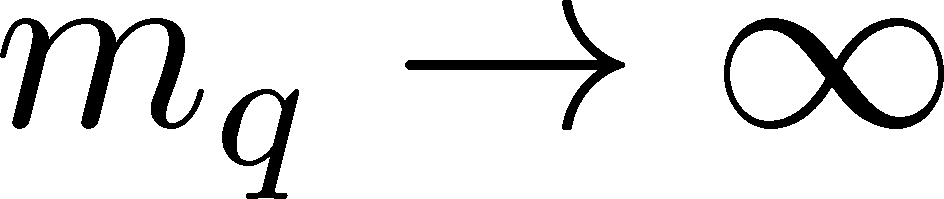 m_q → ∞